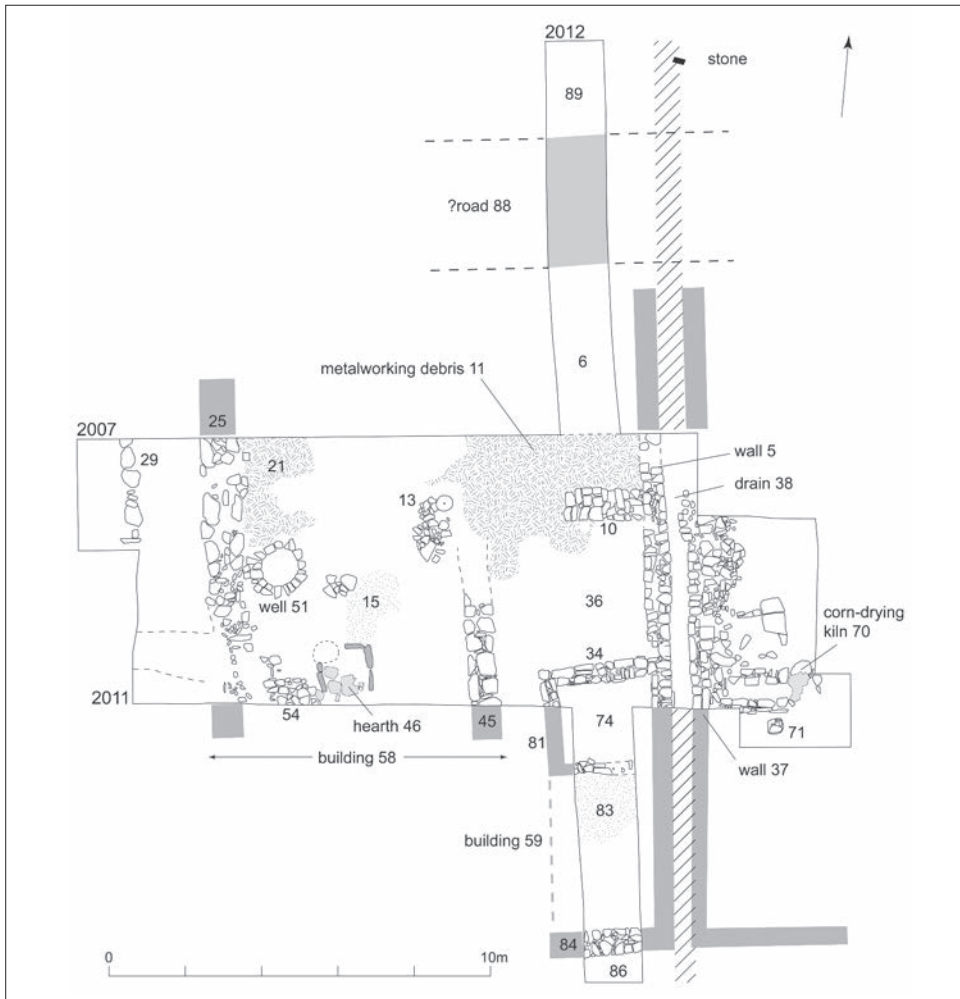 2012
stone
89
?road 88
6
metalworking debris 11
25
2007
29
21
wall 5
13
drain 38
10
well 51
15
36
corn-drying
kiln 70
34
2011
54
hearth 46
45
74
71
81
wall 37
building 58
83
building 59
84
86
0
10m